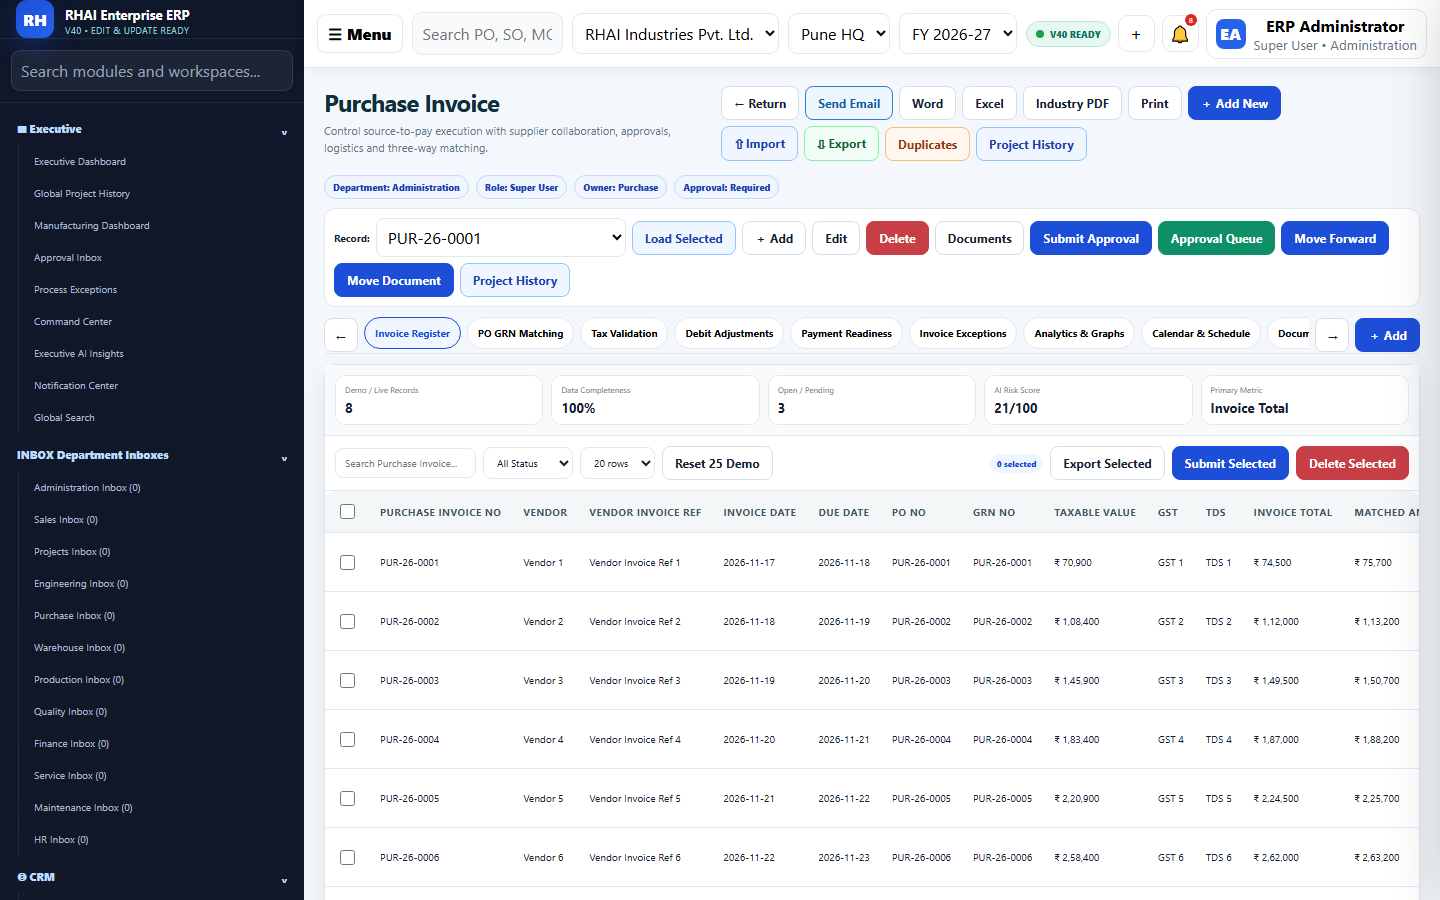 RH
RHAI Enterprise ERP
V40 • EDIT & UPDATE READY
Search modules and workspaces...
Executive
Executive Dashboard
Global Project History
Manufacturing Dashboard
Approval Inbox
Process Exceptions
Command Center
Executive AI Insights
Notification Center
Global Search
INBOX Department Inboxes
Administration Inbox (0)
Sales Inbox (0)
Projects Inbox (0)
Engineering Inbox (0)
Purchase Inbox (0)
Warehouse Inbox (0)
Production Inbox (0)
Quality Inbox (0)
Finance Inbox (0)
Service Inbox (0)
Maintenance Inbox (0)
HR Inbox (0)
CRM
☰ Menu
Search PO, SO, MO
RHAI Industries Pvt. Ltd.
Pune HQ
FY 2026-27
V40 READY
+
8
EA
ERP Administrator
Super User • Administration
Purchase Invoice
Control source-to-pay execution with supplier collaboration, approvals,
logistics and three-way matching.
← Return
Send Email
Word
Excel
Industry PDF
Print
+ Add New
⇧ Import
⇩ Export
Duplicates
Project History
Department: Administration
Role: Super User
Owner: Purchase
Approval: Required
Record:
PUR-26-0001
Load Selected
+ Add
Edit
Delete
Documents
Submit Approval
Approval Queue
Move Forward
Move Document
Project History
←
Invoice Register
PO GRN Matching
Tax Validation
Debit Adjustments
Payment Readiness
Invoice Exceptions
Analytics & Graphs
Calendar & Schedule
Docum
→
+ Add
Demo / Live Records
8
Data Completeness
100%
Open / Pending
3
AI Risk Score
21/100
Primary Metric
Invoice Total
Search Purchase Invoice...
All Status
20 rows
Reset 25 Demo
0 selected
Export Selected
Submit Selected
Delete Selected
PURCHASE INVOICE NO VENDOR VENDOR INVOICE REF INVOICE DATE DUE DATE PO NO GRN NO TAXABLE VALUE GST TDS INVOICE TOTAL MATCHED AM
PUR-26-0001 Vendor 1 Vendor Invoice Ref 1 2026-11-17 2026-11-18 PUR-26-0001 PUR-26-0001 ₹ 70,900 GST 1 TDS 1 ₹ 74,500 ₹ 75,700
PUR-26-0002 Vendor 2 Vendor Invoice Ref 2 2026-11-18 2026-11-19 PUR-26-0002 PUR-26-0002 ₹ 1,08,400 GST 2 TDS 2 ₹ 1,12,000 ₹ 1,13,200
PUR-26-0003 Vendor 3 Vendor Invoice Ref 3 2026-11-19 2026-11-20 PUR-26-0003 PUR-26-0003 ₹ 1,45,900 GST 3 TDS 3 ₹ 1,49,500 ₹ 1,50,700
PUR-26-0004 Vendor 4 Vendor Invoice Ref 4 2026-11-20 2026-11-21 PUR-26-0004 PUR-26-0004 ₹ 1,83,400 GST 4 TDS 4 ₹ 1,87,000 ₹ 1,88,200
PUR-26-0005 Vendor 5 Vendor Invoice Ref 5 2026-11-21 2026-11-22 PUR-26-0005 PUR-26-0005 ₹ 2,20,900 GST 5 TDS 5 ₹ 2,24,500 ₹ 2,25,700
PUR-26-0006 Vendor 6 Vendor Invoice Ref 6 2026-11-22 2026-11-23 PUR-26-0006 PUR-26-0006 ₹ 2,58,400 GST 6 TDS 6 ₹ 2,62,000 ₹ 2,63,200